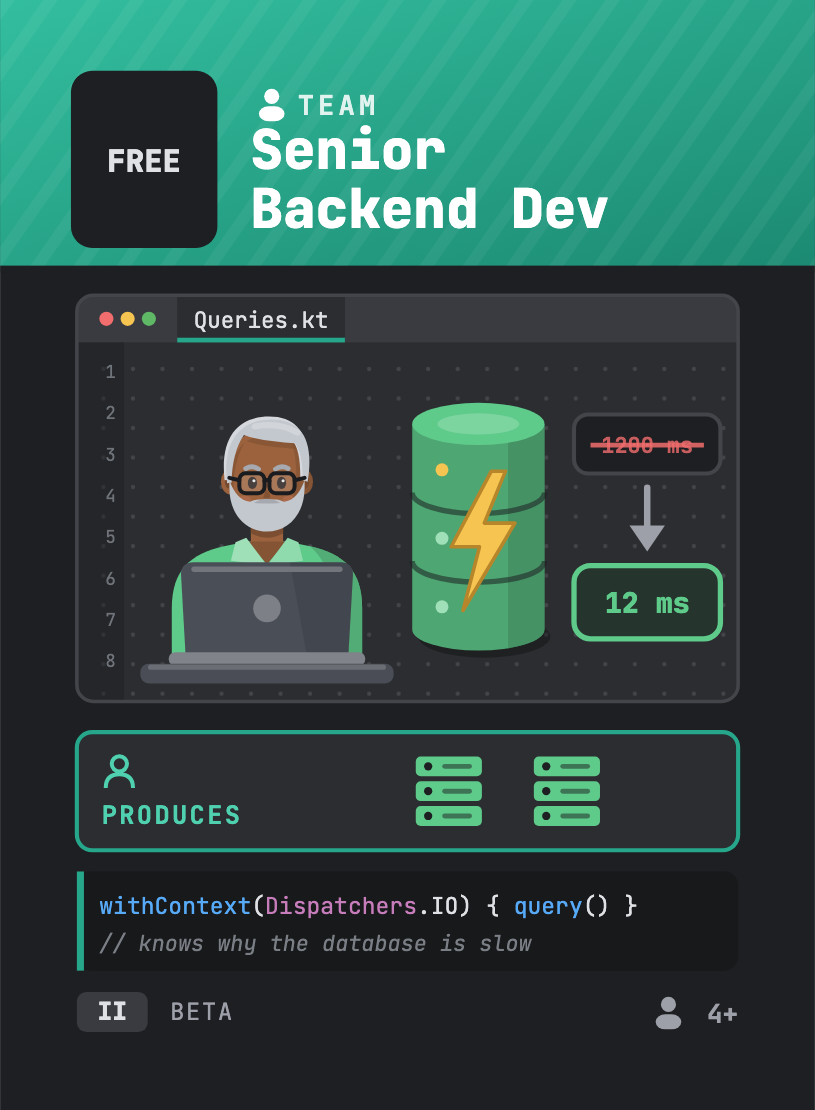 FREE
TEAM
Senior
Backend Dev
Queries.kt
1
2
3
4
5
6
7
8
1200 ms
12 ms
PRODUCES
withContext(Dispatchers.IO) { query() }
// knows why the database is slow
II BETA
4+